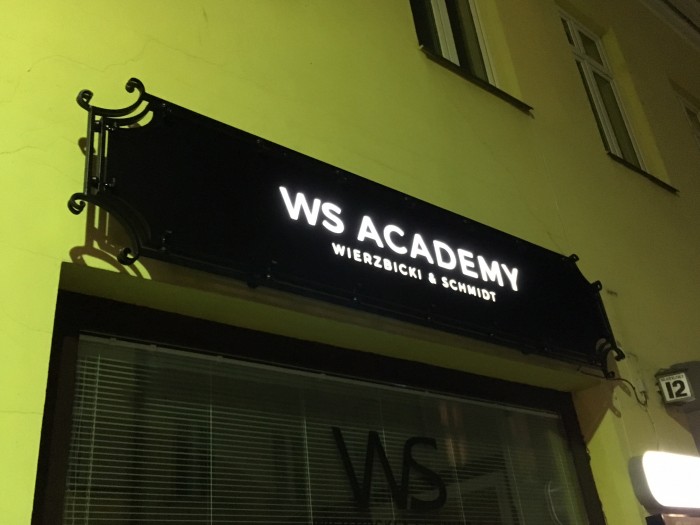 WS ACADEMY
WIERZBICKI & SCHMIDT
WS
12